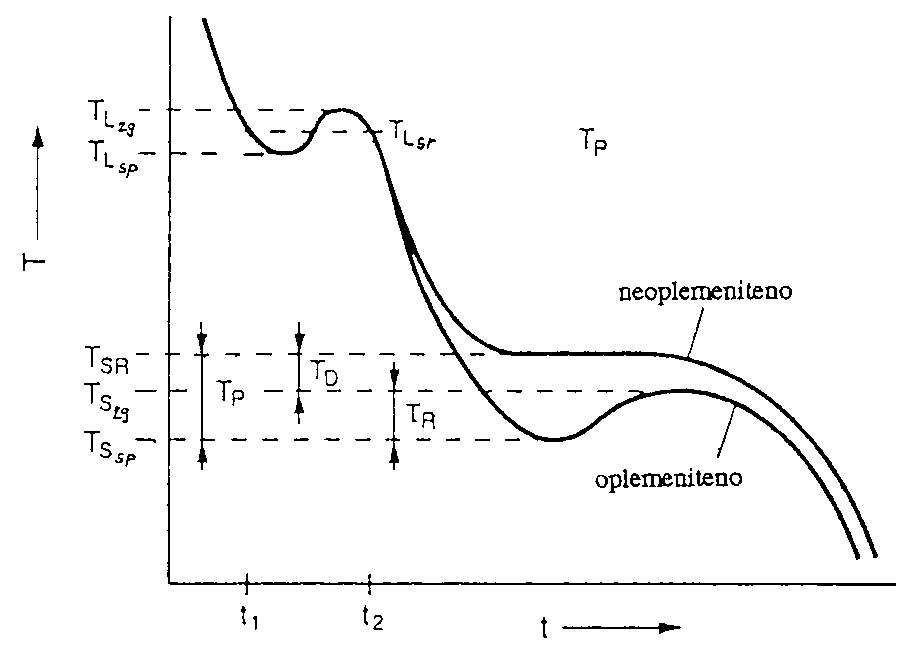 T_Lzg
T_Lsr
T_P
T_Lsp
T
neoplemeniteno
T_SR
T_D
T_P
T_Szg
T_R
T_Ssp
oplemeniteno
t_1
t_2
t